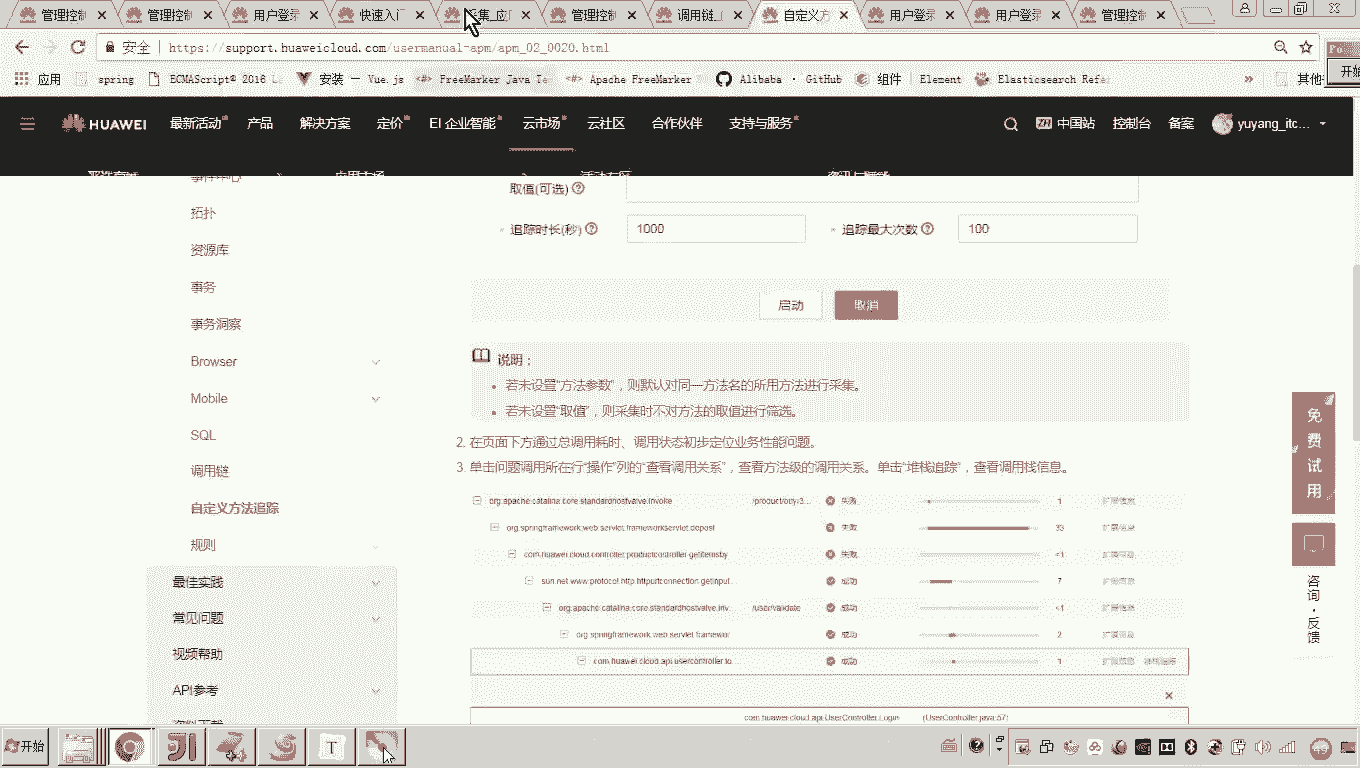 管理控制 管理控制 用户登录 快速入门 采集_应用 管理控制 调用链_ 自定义方 用户登录 用户登录 管理控制
安全 https://support.huaweicloud.com/usermanual-apm/apm_02_0020.html
应用 spring ECMAScript® 2016 L 安装 — Vue.js FreeMarker Java Te Apache FreeMarker Alibaba · GitHub 组件 | Element Elasticsearch Refe » 其他
开始
HUAWEI 最新活动 产品 解决方案 定价 EI 企业智能 云市场 云社区 合作伙伴 支持与服务 中国站 控制台 备案 yuyang_itc...
事件中心
取值(可选)
拓扑
* 追踪时长(秒) 1000 * 追踪最大次数 100
资源库
事务
启动 取消
事务洞察
Browser
说明：
若未设置“方法参数”，则默认对同一方法名的所用方法进行采集。
Mobile
若未设置“取值”，则采集时不对方法的取值进行筛选。
SQL
2. 在页面下方通过总调用耗时、调用状态初步定位业务性能问题。
调用链
3. 单击问题调用所在行“操作”列的“查看调用关系”，查看方法级的调用关系。单击“堆栈追踪”，查看调用栈信息。
org.apache.catalina.core.standardhostvalve.invoke /product/buy/3... 失败 1 扩展信息
自定义方法追踪
org.springframework.web.servlet.frameworkservlet.dopost 失败 33 扩展信息
规则
com.huawei.cloud.controller.productcontroller.getitemsby 失败 <1 扩展信息
最佳实践
sun.net.www.protocol.http.httpurlconnection.getinput... 成功 7 扩展信息
org.apache.catalina.core.standardhostvalve.inv... /user/validate 成功 <1 扩展信息
常见问题
org.springframework.web.servlet.framewor 成功 2 扩展信息
视频帮助
com.huawei.cloud.api.usercontroller.lo 成功 1 扩展信息 堆栈追踪
API参考
com.huawei.cloud.api.UserController.Login (UserController.java:57)
资料下载
免费试用
咨询·反馈
开始 T 49